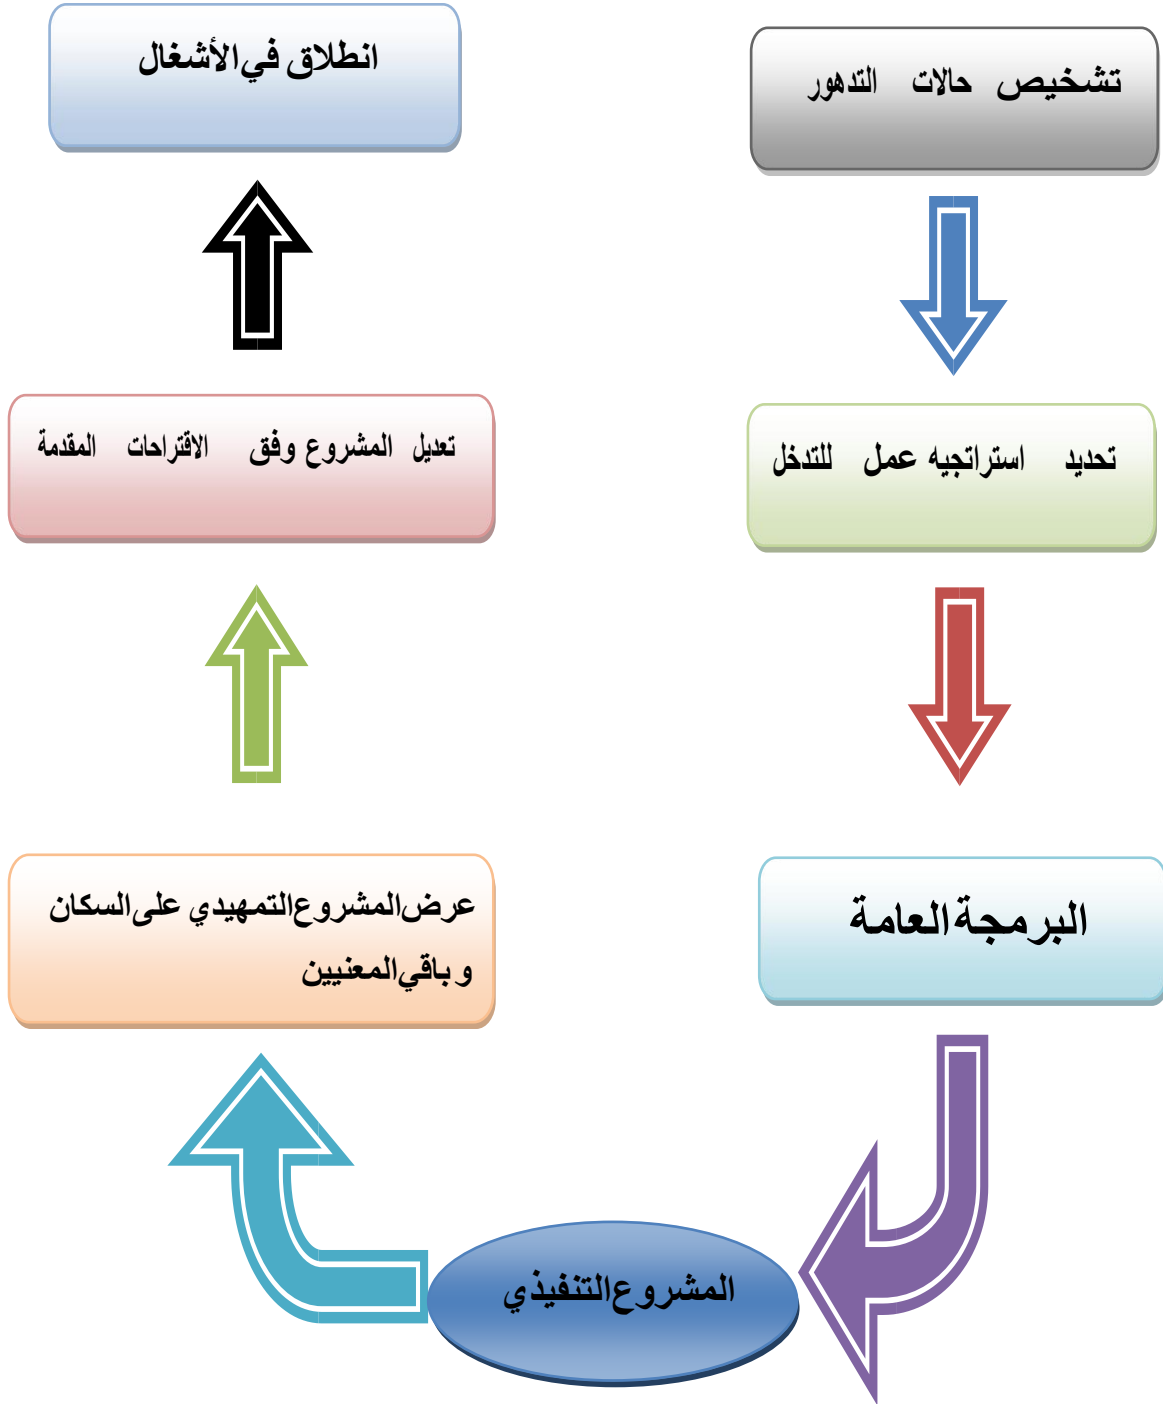 تشخيص حالات التدهور
تحديد استراتجيه عمل للتدخل
البرمجة العامة
المشروع التنفيذي
عرض المشروع التمهيدي على السكان
و باقي المعنيين
تعديل المشروع وفق الاقتراحات المقدمة
انطلاق في الأشغال